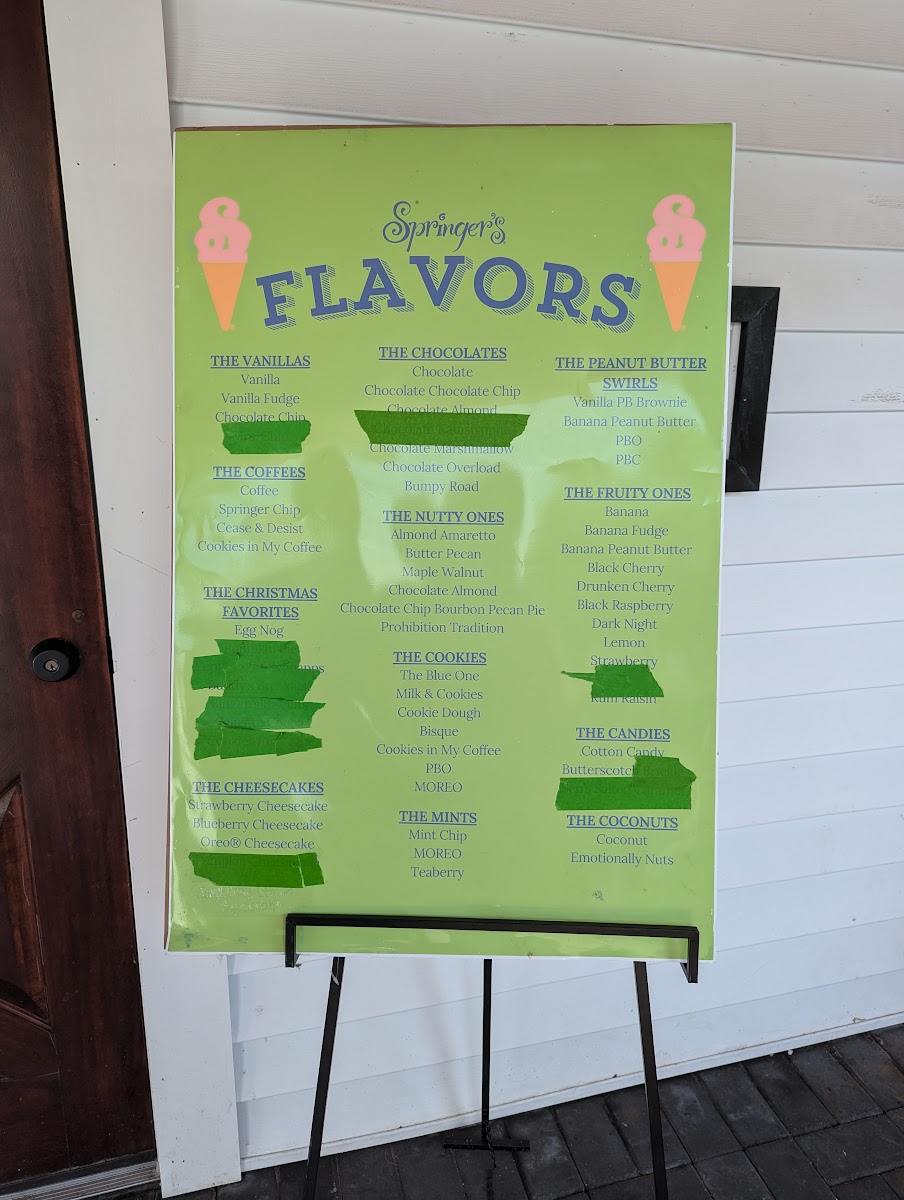 Springer's
FLAVORS
THE VANILLAS
Vanilla
Vanilla Fudge
Chocolate Chip
THE COFFEES
Coffee
Springer Chip
Cease & Desist
Cookies in My Coffee
THE CHRISTMAS
FAVORITES
Egg Nog
THE CHEESECAKES
Strawberry Cheesecake
Blueberry Cheesecake
Oreo® Cheesecake
THE CHOCOLATES
Chocolate
Chocolate Chocolate Chip
Chocolate Almond
Chocolate Marshmallow
Chocolate Overload
Bumpy Road
THE NUTTY ONES
Almond Amaretto
Butter Pecan
Maple Walnut
Chocolate Almond
Chocolate Chip Bourbon Pecan Pie
Prohibition Tradition
THE COOKIES
The Blue One
Milk & Cookies
Cookie Dough
Bisque
Cookies in My Coffee
PBO
MOREO
THE MINTS
Mint Chip
MOREO
Teaberry
THE PEANUT BUTTER
SWIRLS
Vanilla PB Brownie
Banana Peanut Butter
PBO
PBC
THE FRUITY ONES
Banana
Banana Fudge
Banana Peanut Butter
Black Cherry
Drunken Cherry
Black Raspberry
Dark Night
Lemon
Strawberry
Rum Raisin
THE CANDIES
Cotton Candy
Butterscotch
THE COCONUTS
Coconut
Emotionally Nuts